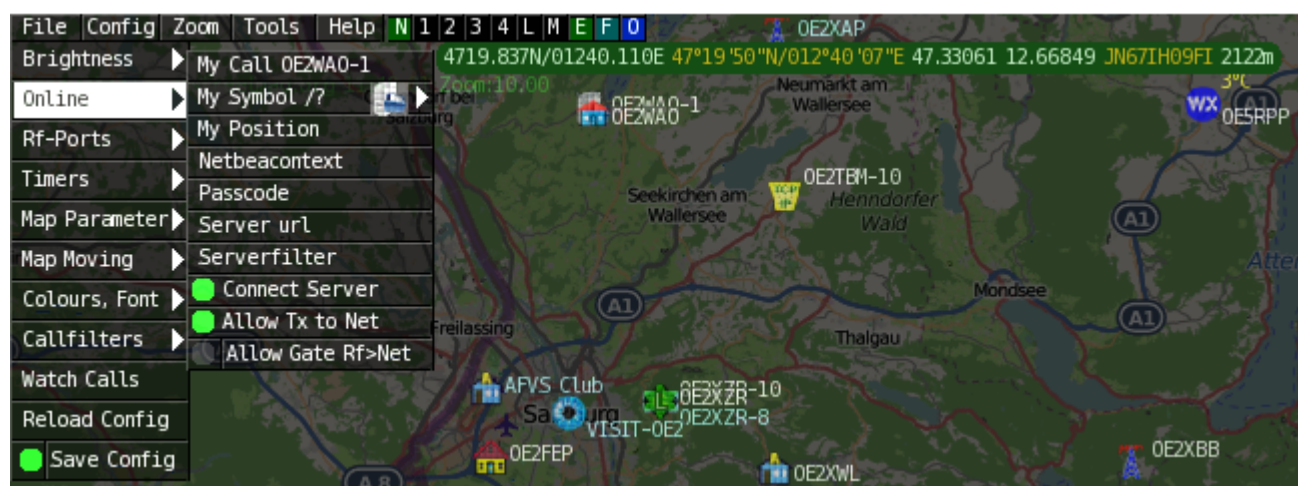 File Config Zoom Tools Help N 1 2 3 4 L M E F O
OE2XAP
4719.837N/01240.110E 47°19'50"N/012°40'07"E 47.33061 12.66849 JN67IH09FI 2122m
Zoom:10.00
Brightness
Online
Rf-Ports
Timers
Map Parameter
Map Moving
Colours, Font
Callfilters
Watch Calls
Reload Config
Save Config
My Call OE2WAO-1
My Symbol /?
My Position
Netbeacontext
Passcode
Server url
Serverfilter
Connect Server
Allow Tx to Net
Allow Gate Rf>Net
OE2WAO-1
OE2WAO
Neumarkt am
Wallersee
3°C
WX
A1
OE5RPP
OE2TBM-10
TCP
IP
Seekirchen am
Wallersee
Henndorfer
Wald
A1
Mondsee
A1
A1
Freilassing
Thalgau
AFVS Club
VISIT-OE2
L
OE2XZR-10
OE2XZR
OE2XZR-8
OE2FEP
OE2XWL
OE2XBB
A 8